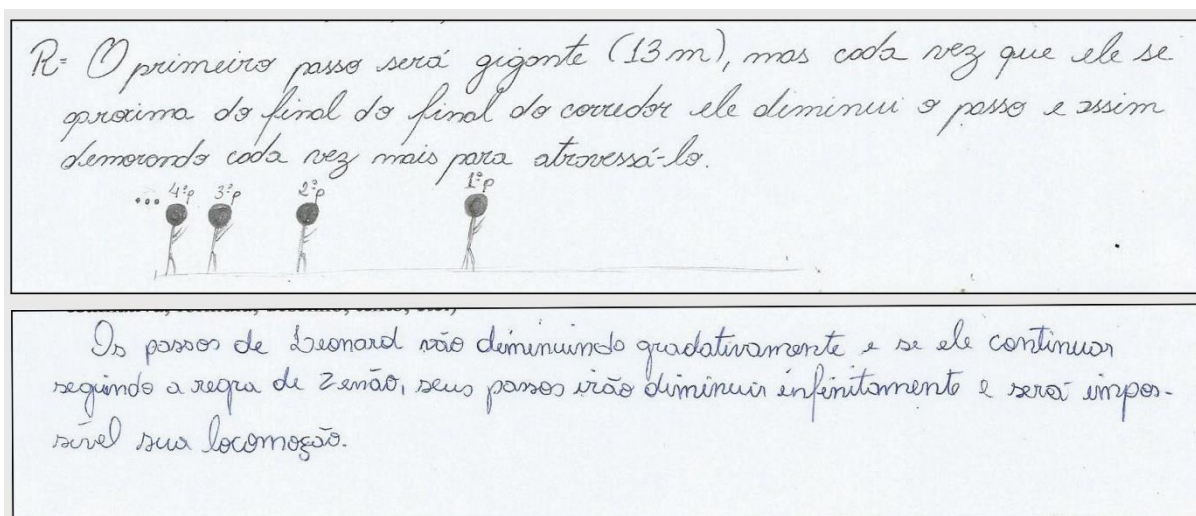 R= O primeiro passo será gigante (13 m), mas cada vez que ele se
aproxima do final do final do corredor ele diminui o passo e assim
demorando cada vez mais para atravessá-lo.
... 4ºp 3ºp 2ºp 1ºp
Os passos de Leonard vão diminuindo gradativamente e se ele continuar
seguindo a regra de Zenão, seus passos irão diminuir infinitamente e será impos-
sível sua locomoção.